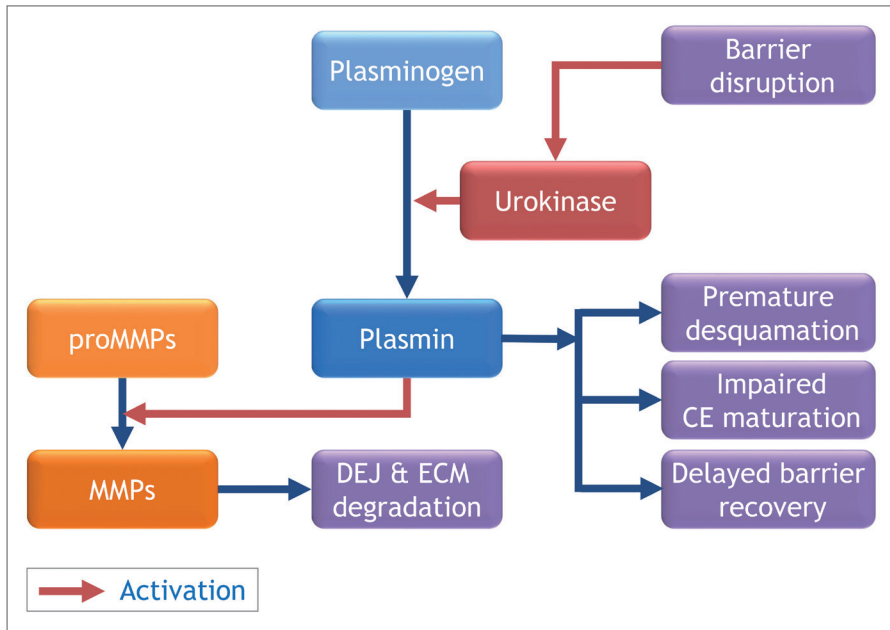 Plasminogen
Barrier
disruption
Urokinase
proMMPs
Plasmin
Premature
desquamation
Impaired
CE maturation
MMPs
DEJ & ECM
degradation
Delayed barrier
recovery
Activation